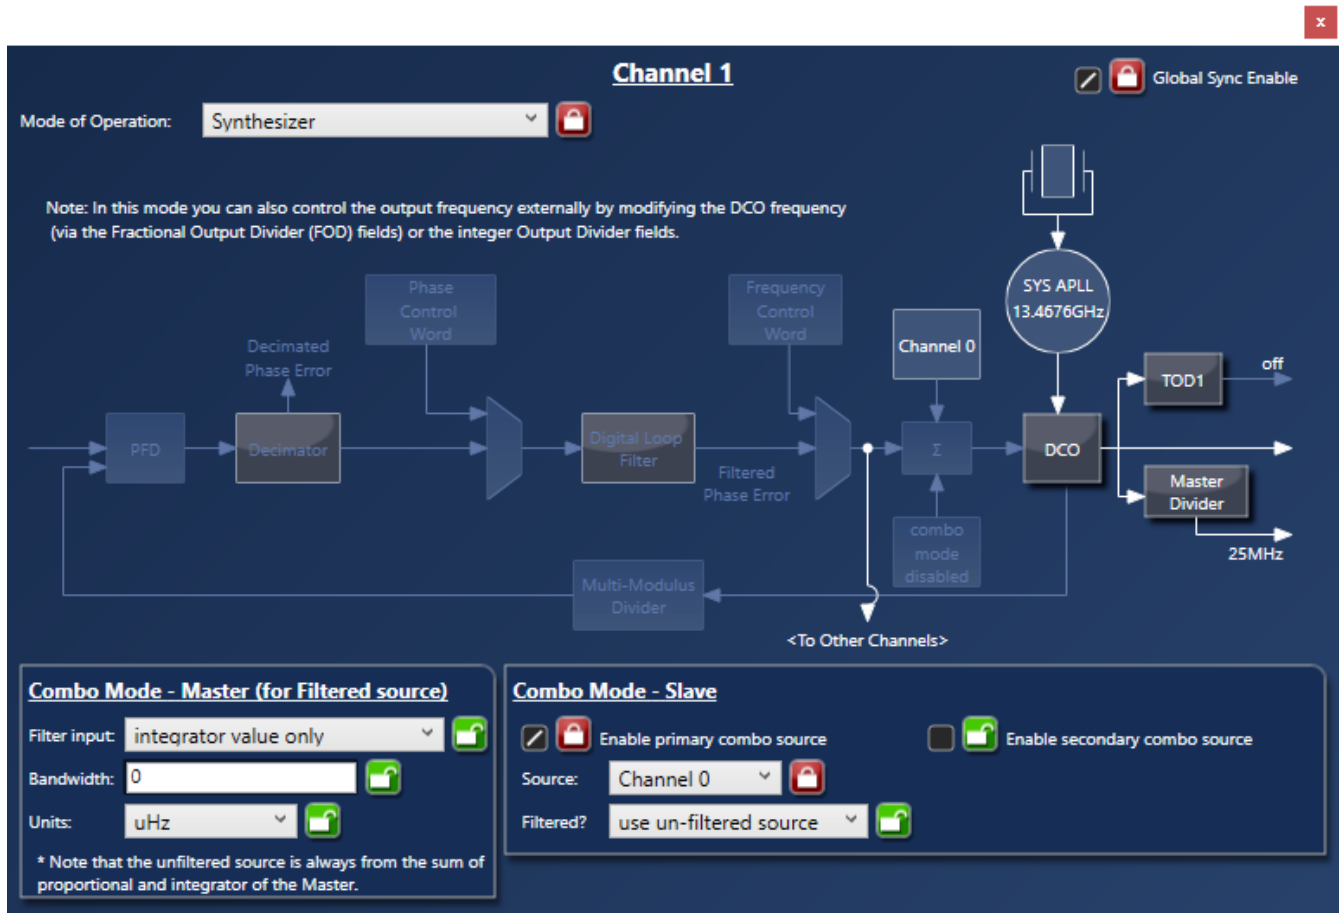 x
Channel 1
Global Sync Enable
Mode of Operation:
Synthesizer
Note: In this mode you can also control the output frequency externally by modifying the DCO frequency
(via the Fractional Output Divider (FOD) fields) or the integer Output Divider fields.
SYS APLL
13.4676GHz
Phase
Control
Word
Frequency
Control
Word
Decimated
Phase Error
Channel 0
off
TOD1
PFD
Decimator
Digital Loop
Filter
Filtered
Phase Error
Σ
DCO
Master
Divider
25MHz
combo
mode
disabled
Multi-Modulus
Divider
<To Other Channels>
Combo Mode - Master (for Filtered source)
Filter input:
integrator value only
Bandwidth:
0
Units:
uHz
* Note that the unfiltered source is always from the sum of
proportional and integrator of the Master.
Combo Mode - Slave
Enable primary combo source
Enable secondary combo source
Source:
Channel 0
Filtered?
use un-filtered source